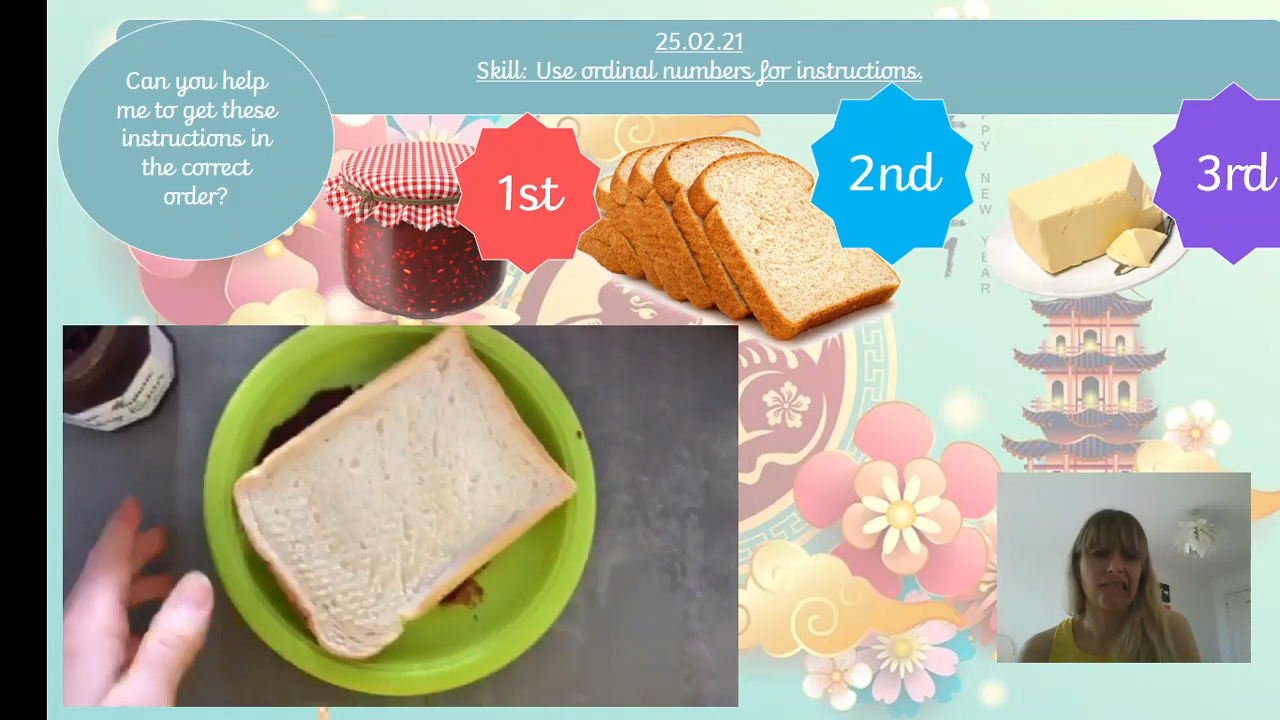 25.02.21
Skill: Use ordinal numbers for instructions.
Can you help
me to get these
instructions in
the correct
order?
1st
2nd
3rd